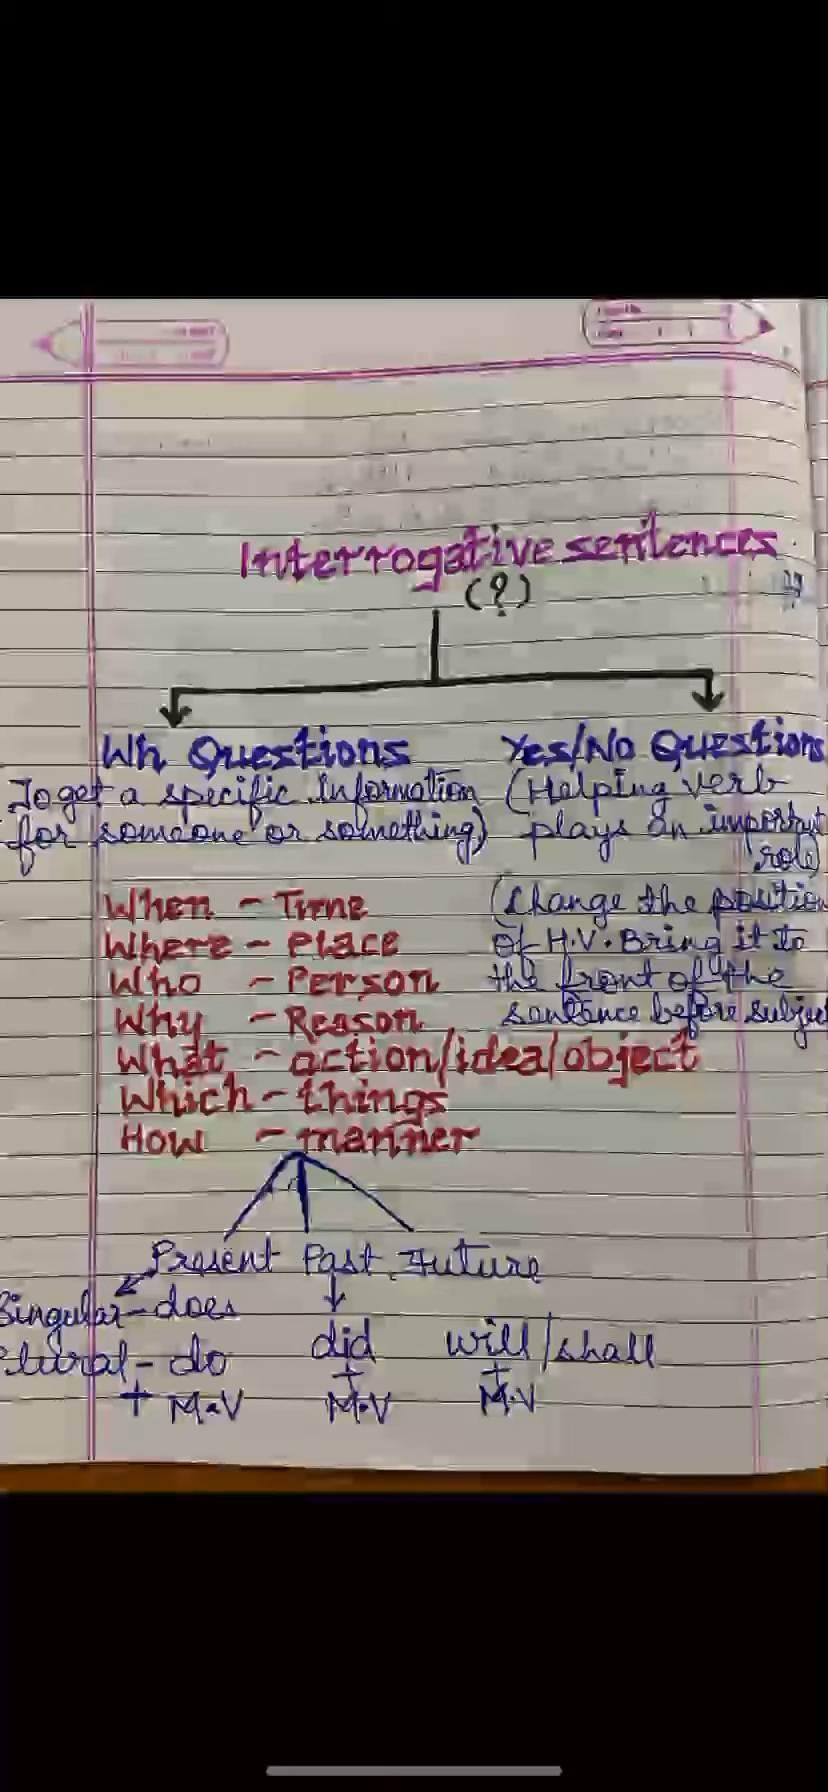 Interrogative sentences
(?)
Wh Questions
To get a specific information
for someone or something)
When - Time
Where - Place
Who - Person
Why - Reason
What - action/idea/object
Which - things
How - manner
Yes/No Questions
(Helping verb
plays an important
role)
(Change the position
of H.V. Bring it to
the front of the
sentence before subject
Present Past Future
Singular - does
Plural - do
+ M.V
did
+
M.V
will/shall
+
M.V